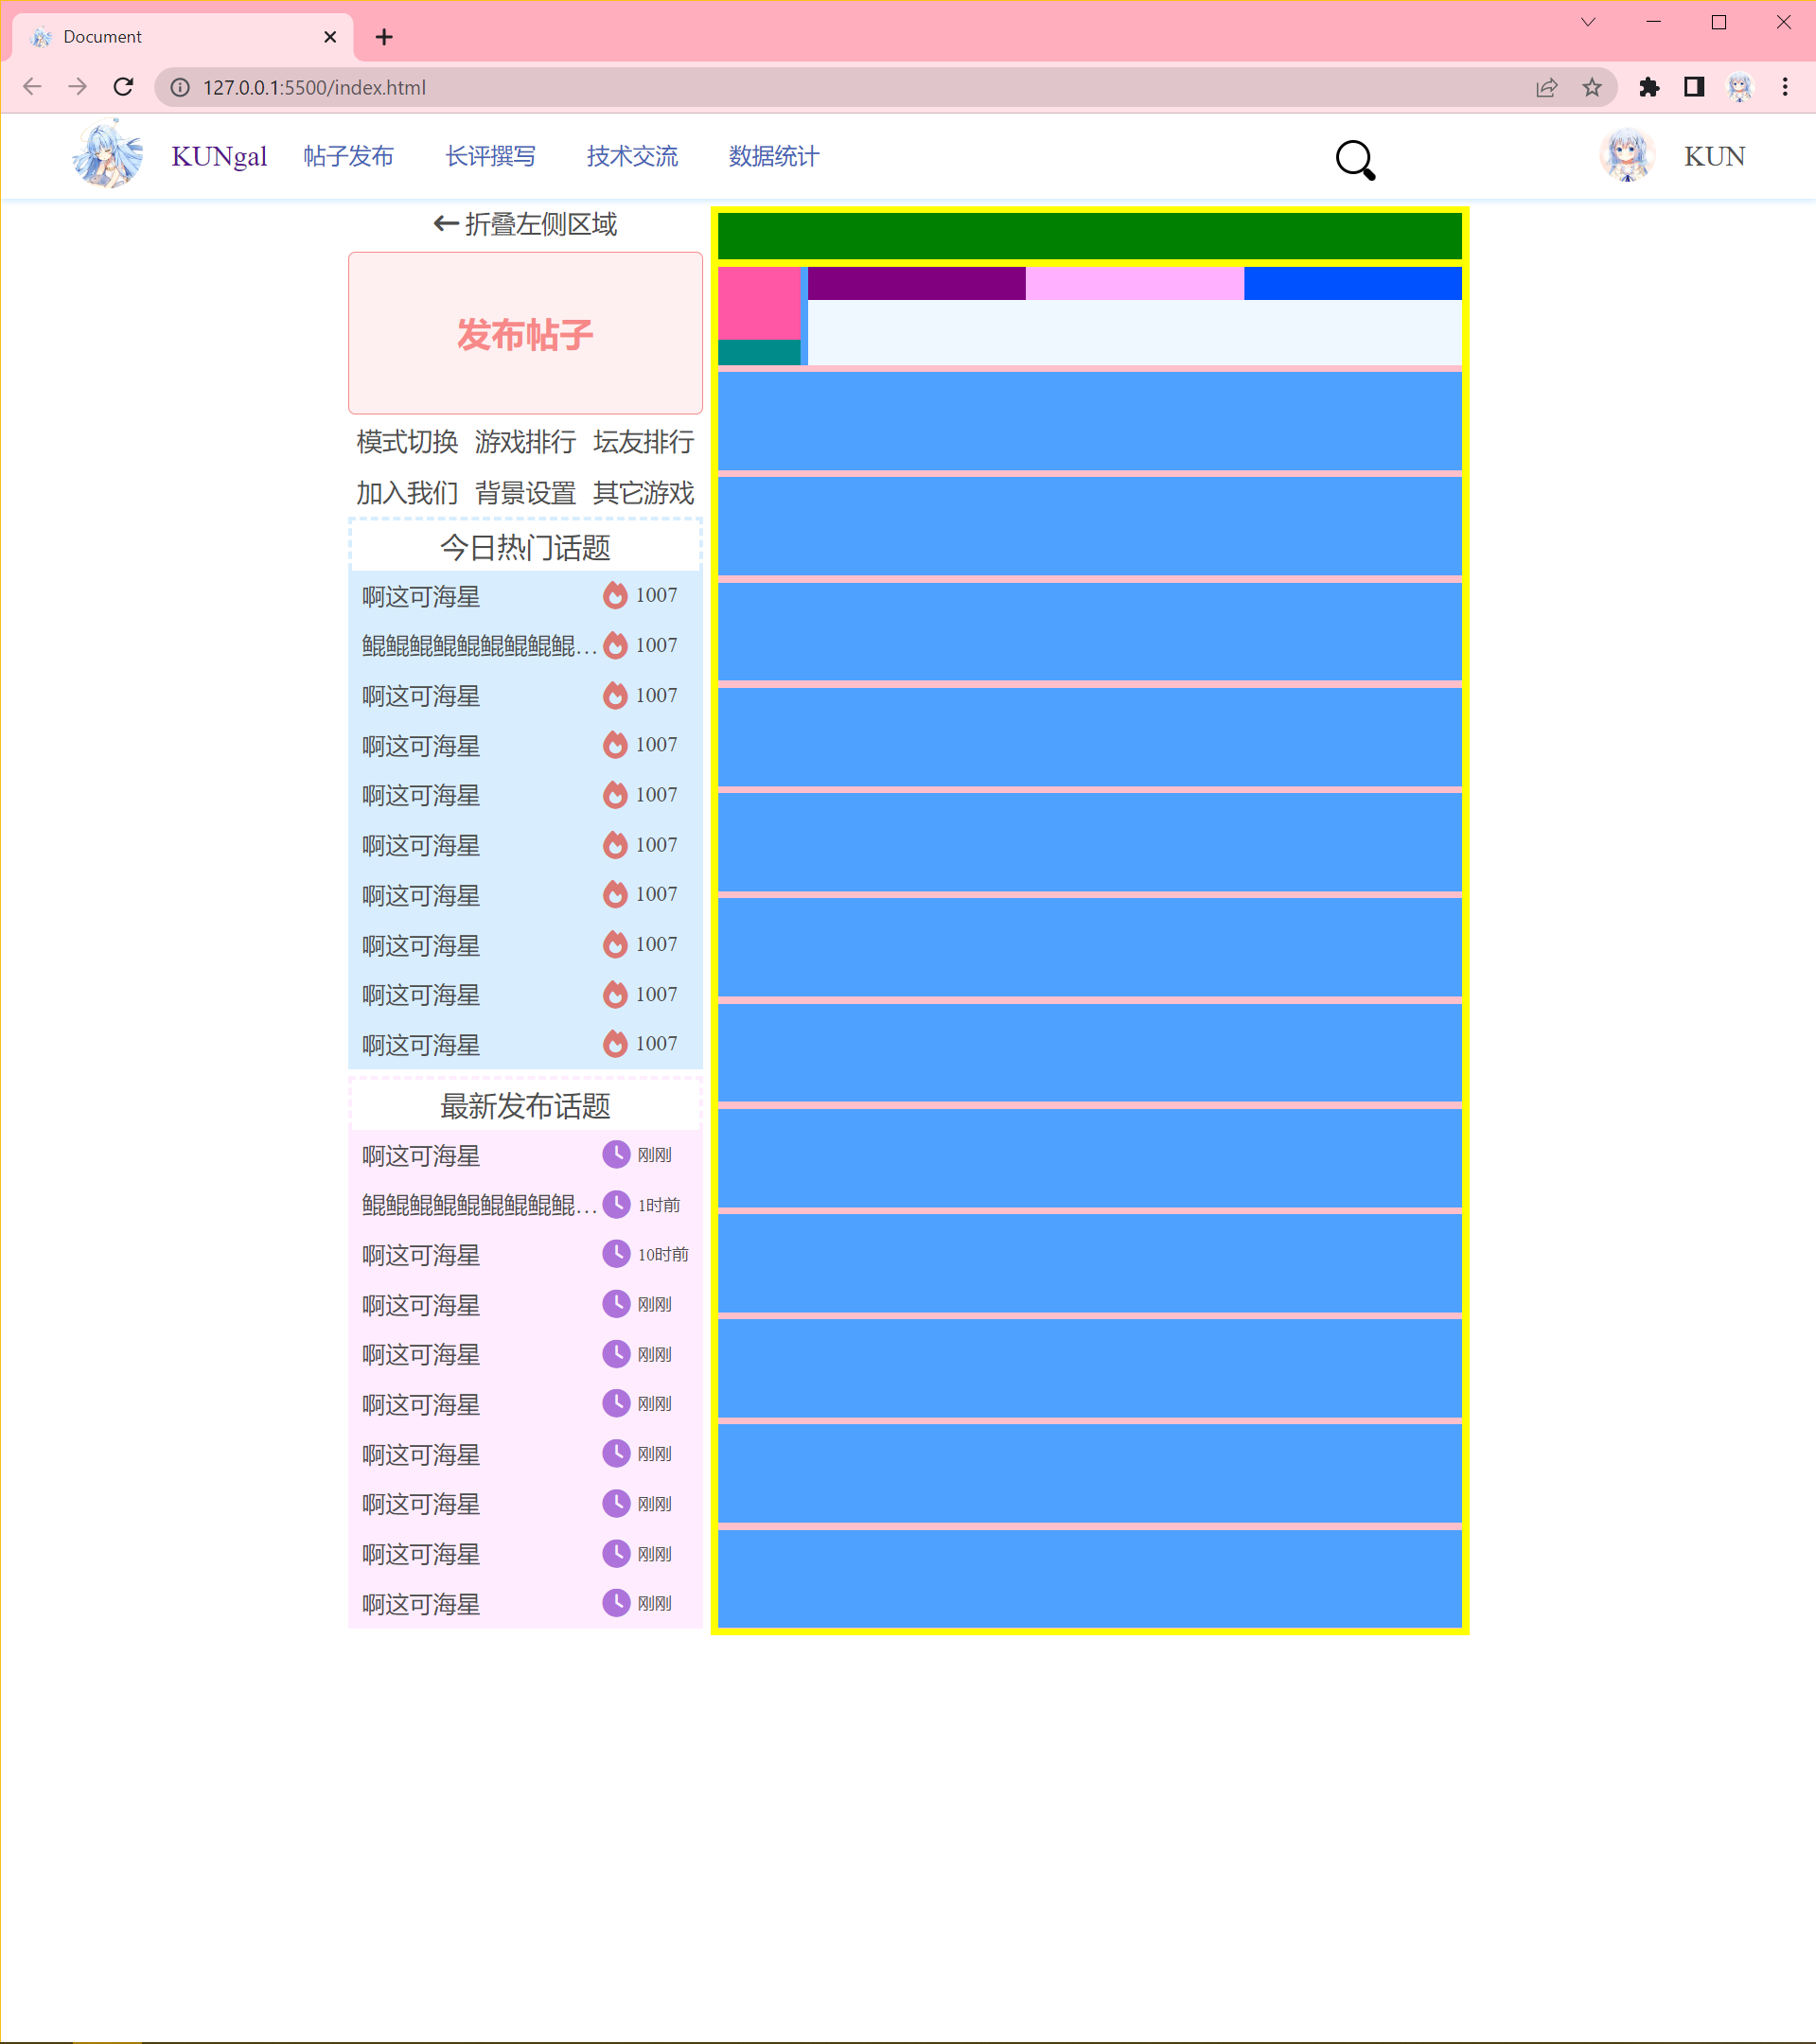 Document
127.0.0.1:5500/index.html
KUNgal 帖子发布 长评撰写 技术交流 数据统计 KUN
折叠左侧区域
发布帖子
模式切换 游戏排行 坛友排行
加入我们 背景设置 其它游戏
今日热门话题
啊这可海星 1007
鲲鲲鲲鲲鲲鲲鲲鲲鲲... 1007
啊这可海星 1007
啊这可海星 1007
啊这可海星 1007
啊这可海星 1007
啊这可海星 1007
啊这可海星 1007
啊这可海星 1007
啊这可海星 1007
最新发布话题
啊这可海星 刚刚
鲲鲲鲲鲲鲲鲲鲲鲲鲲... 1时前
啊这可海星 10时前
啊这可海星 刚刚
啊这可海星 刚刚
啊这可海星 刚刚
啊这可海星 刚刚
啊这可海星 刚刚
啊这可海星 刚刚
啊这可海星 刚刚